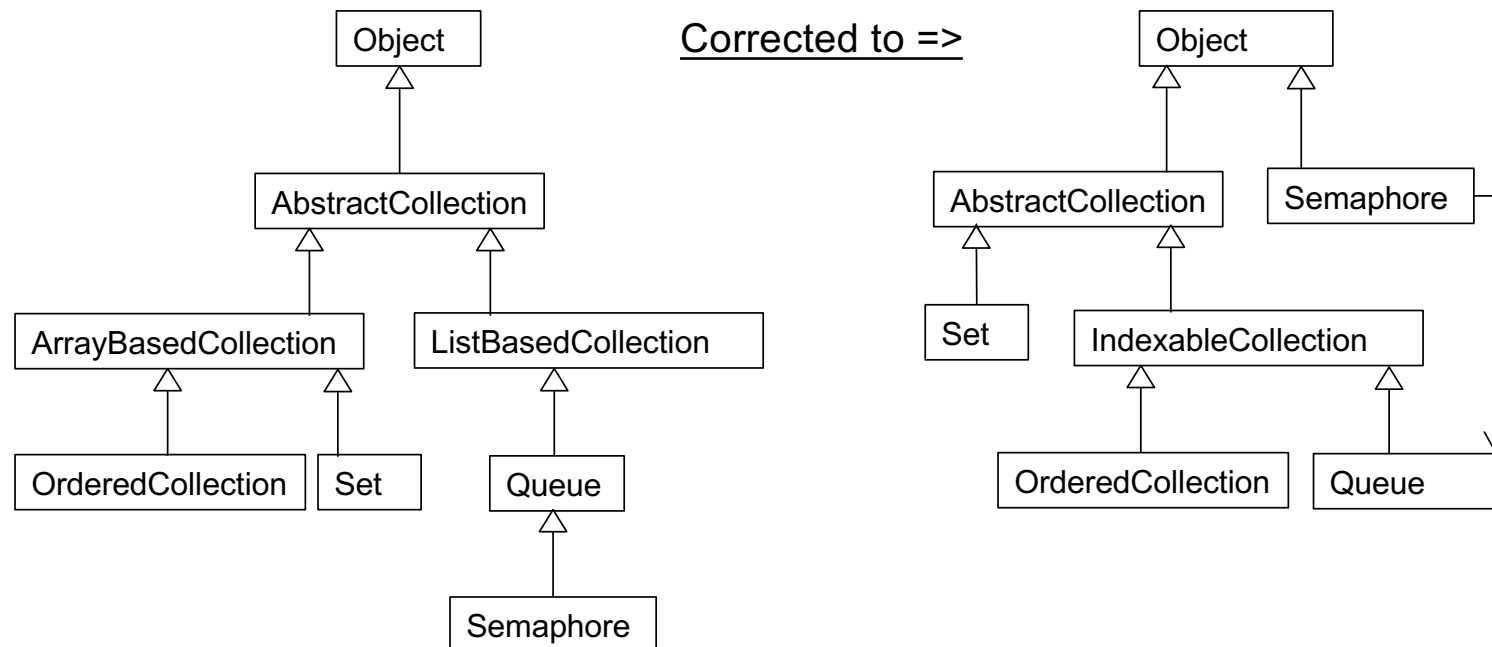 Object
AbstractCollection
ArrayBasedCollection
ListBasedCollection
OrderedCollection
Set
Queue
Semaphore
Corrected to =>
Object
AbstractCollection
Semaphore
Set
IndexableCollection
OrderedCollection
Queue